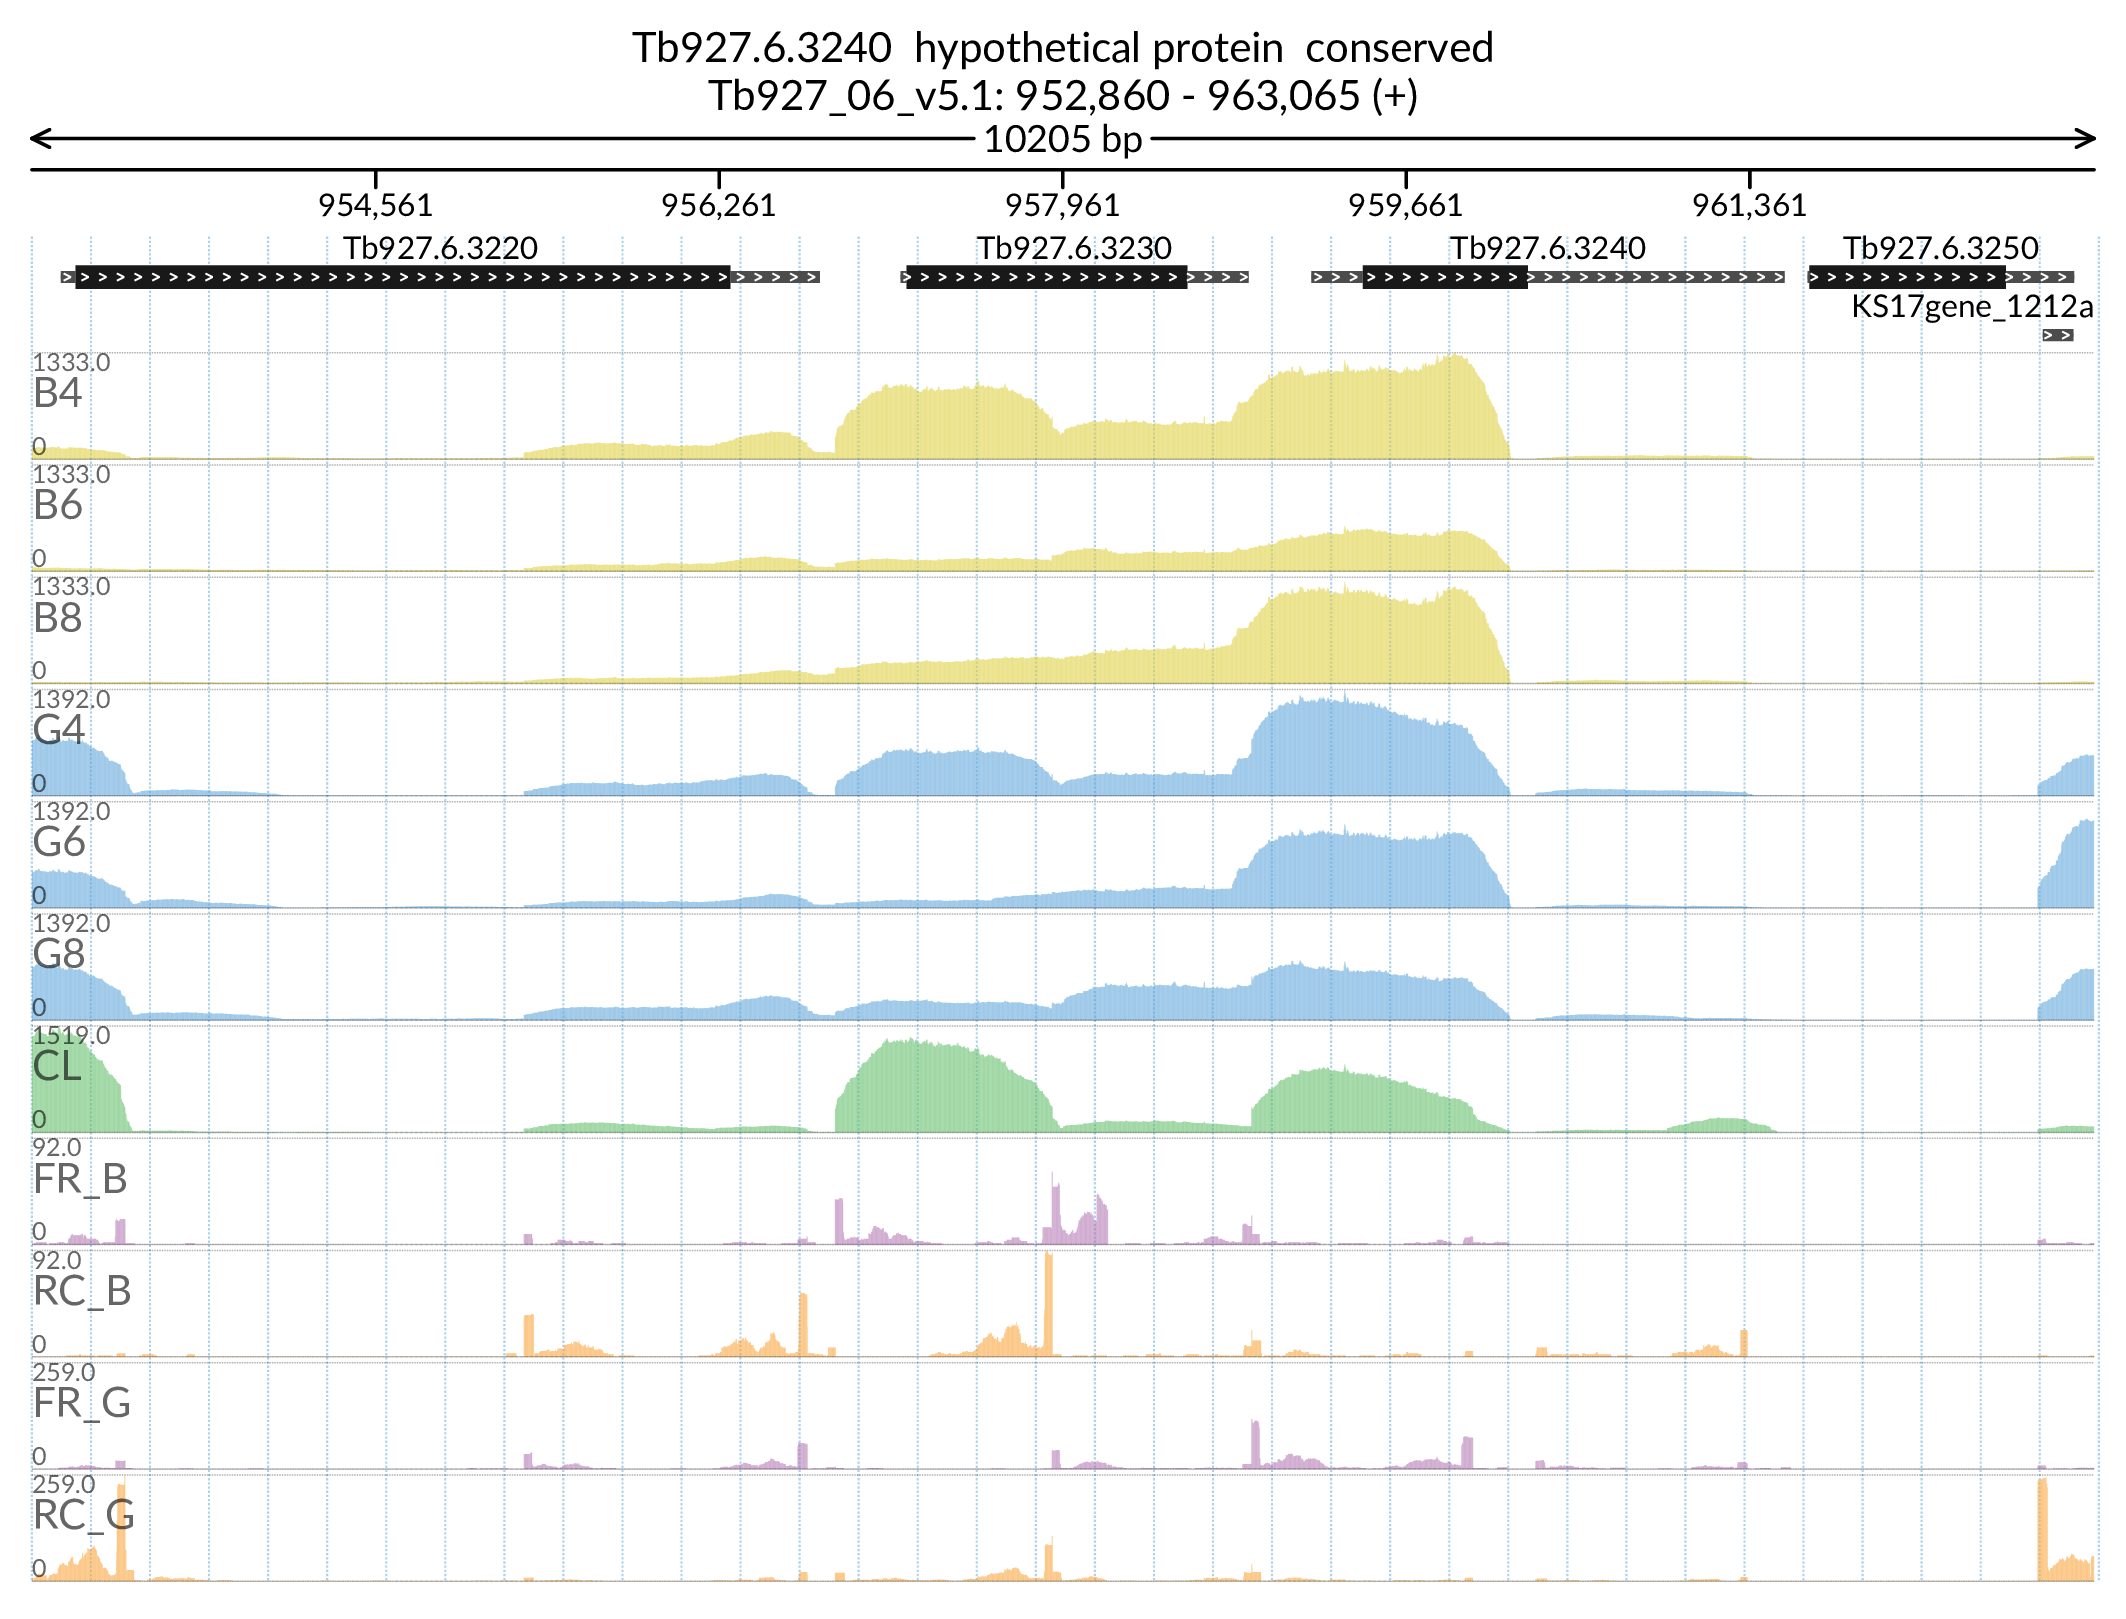 Tb927.6.3240 hypothetical protein conserved
Tb927_06_v5.1: 952,860 - 963,065 (+)
10205 bp
954,561 956,261 957,961 959,661 961,361
Tb927.6.3220 Tb927.6.3230 Tb927.6.3240 Tb927.6.3250
KS17gene_1212a
1333.0
B4
0
1333.0
B6
0
1333.0
B8
0
1392.0
G4
0
1392.0
G6
0
1392.0
G8
0
1519.0
CL
0
92.0
FR_B
0
92.0
RC_B
0
259.0
FR_G
0
259.0
RC_G
0